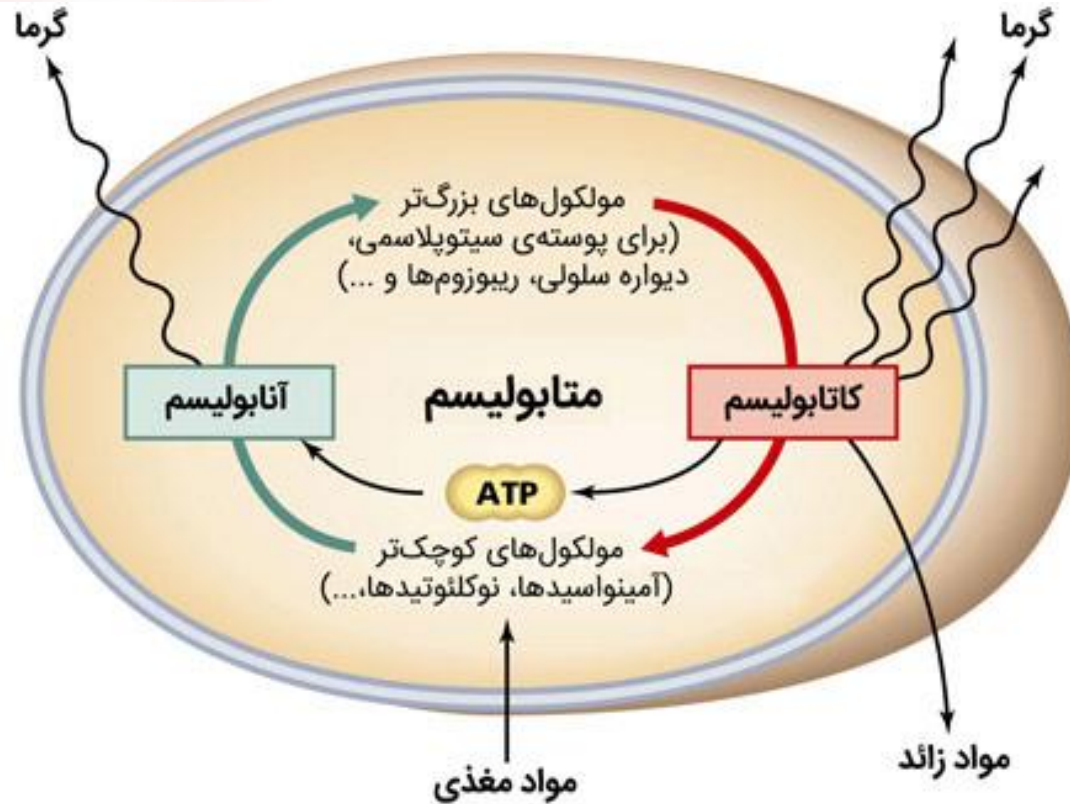 گرما
گرما
مولکول‌های بزرگ‌تر
(برای پوسته‌ی سیتوپلاسمی،
دیواره سلولی، ریبوزوم‌ها و ...)
کاتابولیسم
متابولیسم
آنابولیسم
ATP
مولکول‌های کوچک‌تر
(آمینواسیدها، نوکلئوتیدها،...)
مواد زائد
مواد مغذی